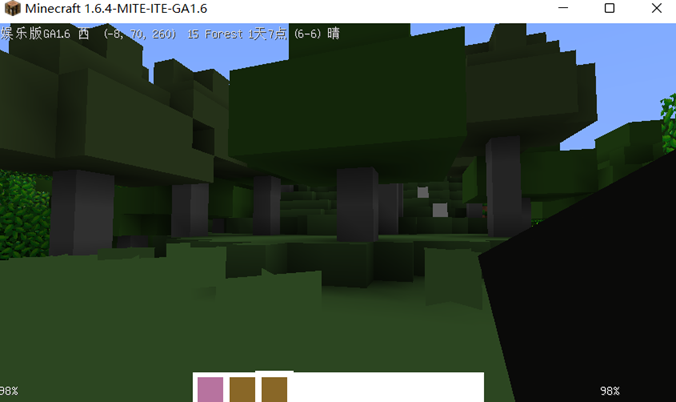 Minecraft 1.6.4-MITE-ITE-GA1.6
娱乐版GA1.6 西 (-8, 70, 260) 15 Forest 1天7点 (6-6) 晴
98% 98%